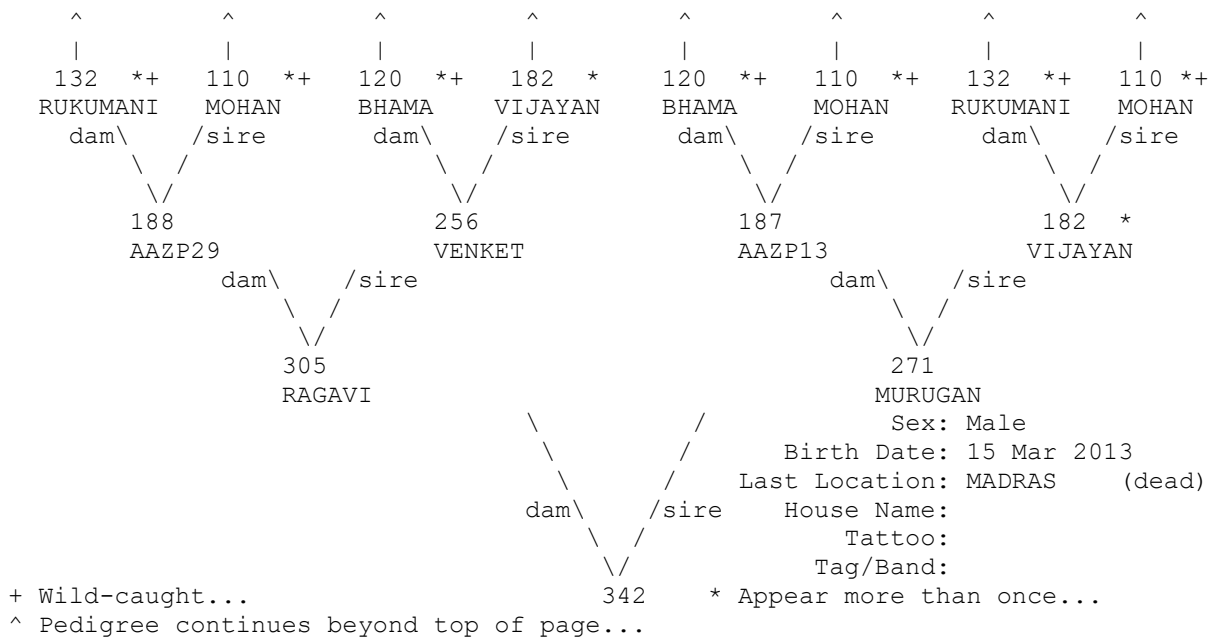 ^ ^ ^ ^ ^ ^ ^ ^
| | | | | | | |
132 *+ 110 *+ 120 *+ 182 * 120 *+ 110 *+ 132 *+ 110 *+
RUKUMANI MOHAN BHAMA VIJAYAN BHAMA MOHAN RUKUMANI MOHAN
dam\ /sire dam\ /sire dam\ /sire dam\ /sire
\ / \ / \ / \ /
\/ \/ \/ \/
188 256 187 182 *
AAZP29 VENKET AAZP13 VIJAYAN
dam\ /sire dam\ /sire
\ / \ /
\/ \/
305 271
RAGAVI MURUGAN
\ / Sex: Male
\ / Birth Date: 15 Mar 2013
\ / Last Location: MADRAS (dead)
dam\ /sire House Name:
\ / Tattoo:
\/ Tag/Band:
+ Wild-caught... 342 * Appear more than once...
^ Pedigree continues beyond top of page...